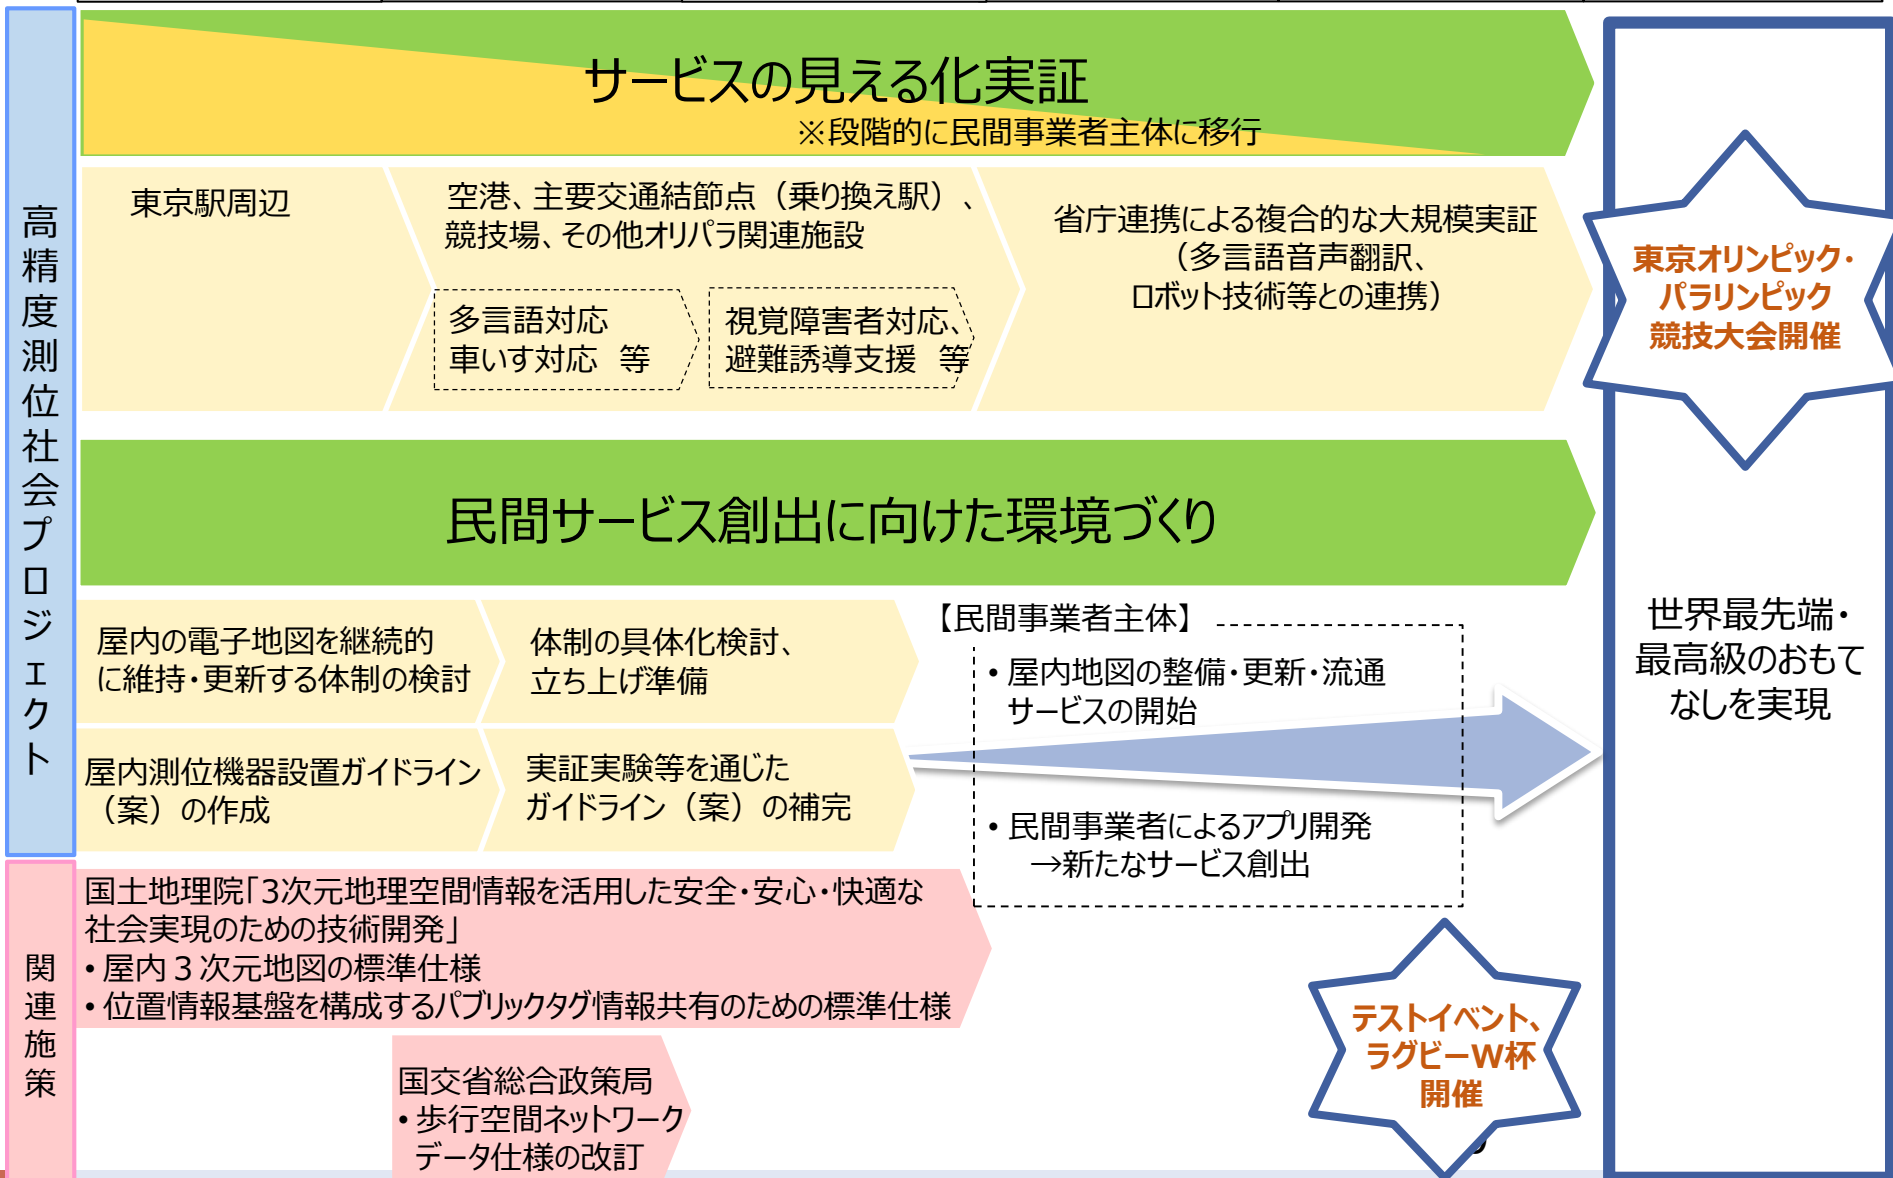 高精度測位社会プロジェクト
サービスの見える化実証
※段階的に民間事業者主体に移行
東京駅周辺
空港、主要交通結節点（乗り換え駅）、
競技場、その他オリパラ関連施設
多言語対応
車いす対応　等
視覚障害者対応、
避難誘導支援　等
省庁連携による複合的な大規模実証
（多言語音声翻訳、
ロボット技術等との連携）
東京オリンピック・
パラリンピック
競技大会開催
民間サービス創出に向けた環境づくり
屋内の電子地図を継続的
に維持・更新する体制の検討
体制の具体化検討、
立ち上げ準備
屋内測位機器設置ガイドライン
（案）の作成
実証実験等を通じた
ガイドライン（案）の補完
【民間事業者主体】
・屋内地図の整備・更新・流通
サービスの開始
・民間事業者によるアプリ開発
→新たなサービス創出
世界最先端・
最高級のおもて
なしを実現
関連施策
国土地理院「3次元地理空間情報を活用した安全・安心・快適な
社会実現のための技術開発」
・屋内３次元地図の標準仕様
・位置情報基盤を構成するパブリックタグ情報共有のための標準仕様
国交省総合政策局
・歩行空間ネットワーク
データ仕様の改訂
テストイベント、
ラグビーW杯
開催